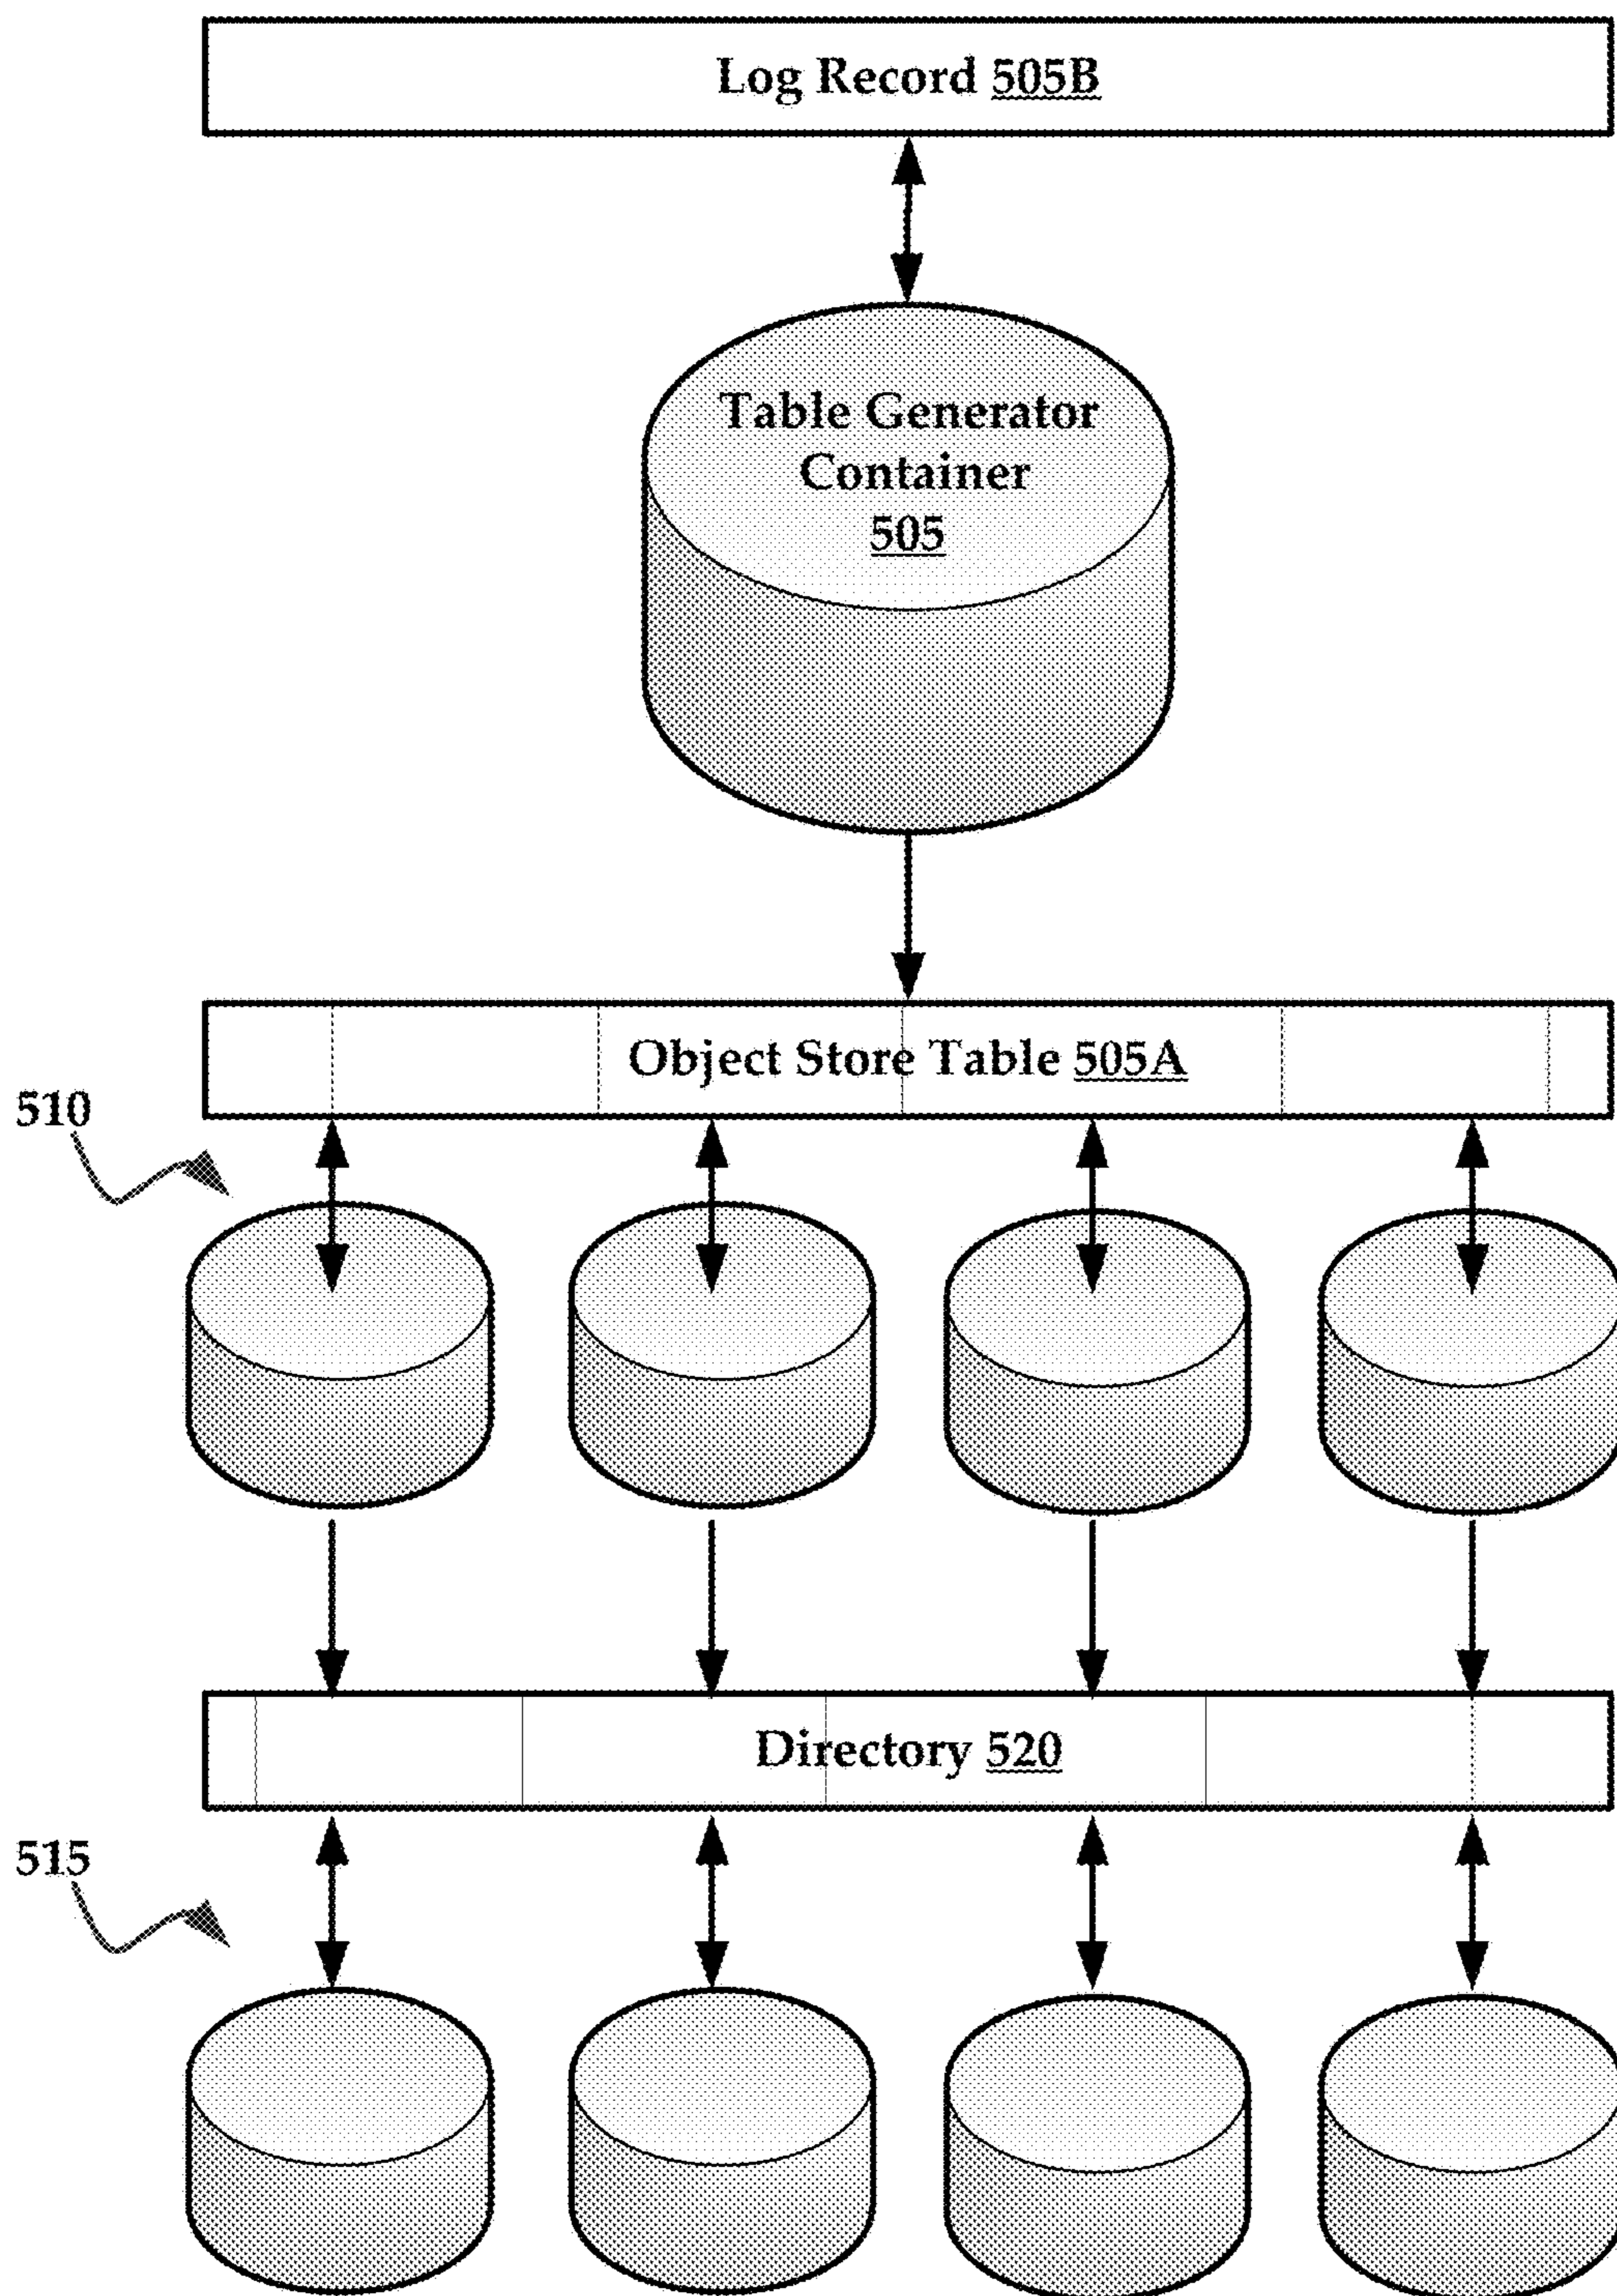 Log Record 505B
Table Generator
Container
505
Object Store Table 505A
510
Directory 520
515